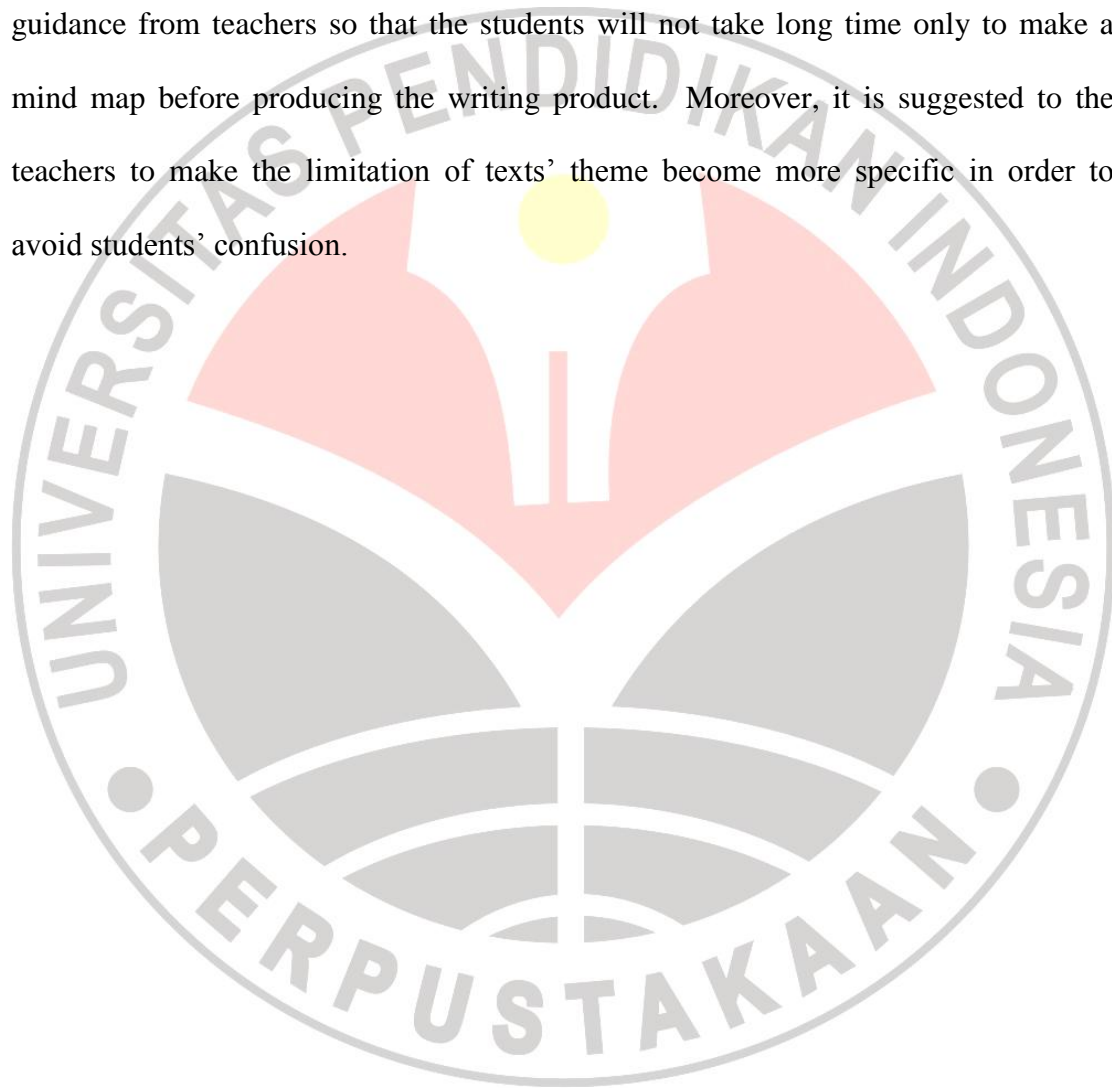 guidance from teachers so that the students will not take long time only to make a
mind map before producing the writing product. Moreover, it is suggested to the
teachers to make the limitation of texts’ theme become more specific in order to
avoid students’ confusion.
UNIVERSITAS PENDIDIKAN INDONESIA
PERPUSTAKAAN